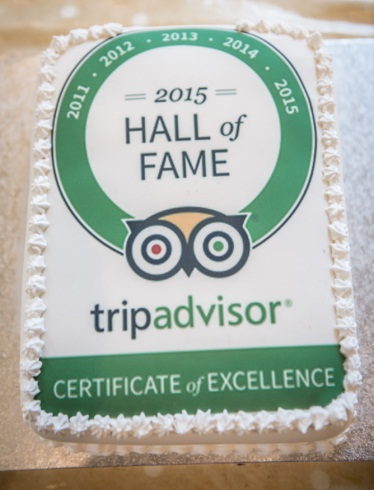 2011 · 2012 · 2013 · 2014 · 2015
2015
HALL of
FAME
tripadvisor®
CERTIFICATE of EXCELLENCE